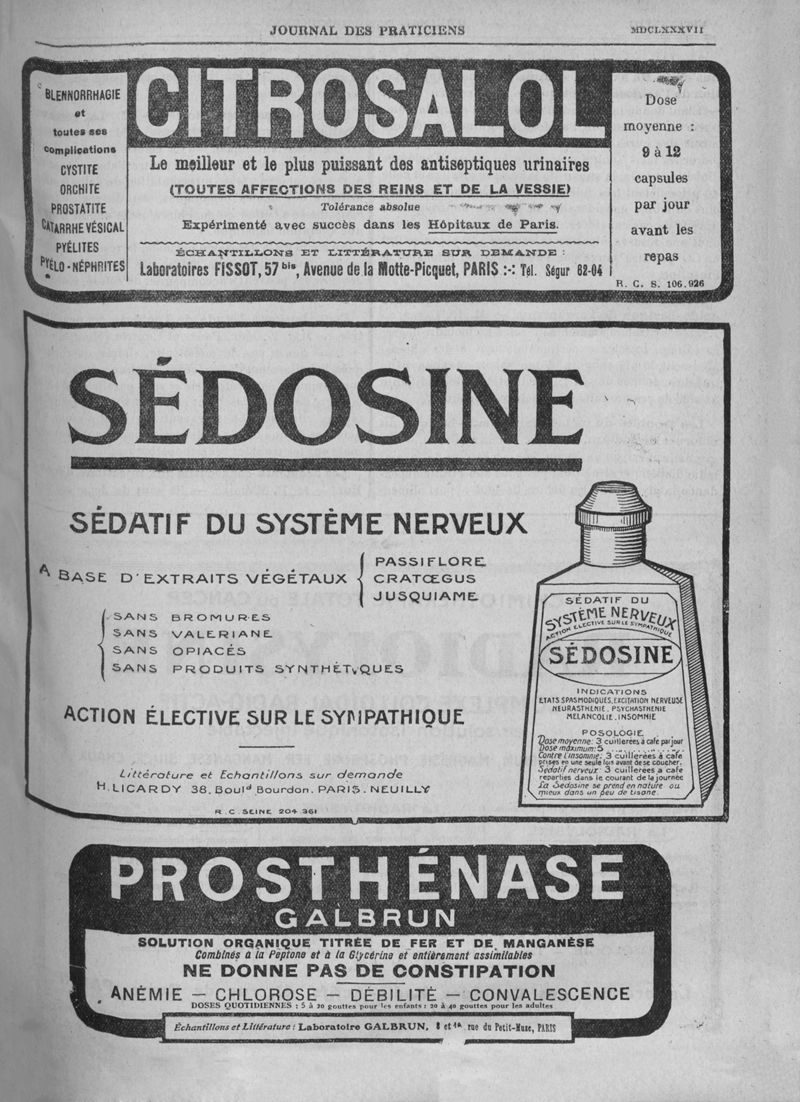 JOURNAL DES PRATICIENS
MDCLXXXVII
BLENNORRHAGIE
et
toutes ses
complications
CYSTITE
ORCHITE
PROSTATITE
CATARRHE VÉSICAL
PYÉLITES
PYÉLO-NÉPHRITES
CITROSALOL
Le meilleur et le plus puissant des antiseptiques urinaires
(TOUTES AFFECTIONS DES REINS ET DE LA VESSIE)
Tolérance absolue
Expérimenté avec succès dans les Hôpitaux de Paris.
ÉCHANTILLONS ET LITTÉRATURE SUR DEMANDE :
Laboratoires FISSOT, 57 bis, Avenue de la Motte-Picquet, PARIS :-: Tél. Ségur 82-04
Dose
moyenne :
9 à 12
capsules
par jour
avant les
repas
R. C. S. 106.926
SÉDOSINE
SÉDATIF DU SYSTÈME NERVEUX
A BASE D'EXTRAITS VÉGÉTAUX
PASSIFLORE
CRATŒGUS
JUSQUIAME
SANS BROMURES
SANS VALERIANE
SANS OPIACÉS
SANS PRODUITS SYNTHÉTIQUES
ACTION ÉLECTIVE SUR LE SYMPATHIQUE
Littérature et Echantillons sur demande
H. LICARDY 38, Bould Bourdon. PARIS. NEUILLY
R.C. SEINE 204 361
SÉDATIF DU
SYSTÈME NERVEUX
ACTION ELECTIVE SUR LE SYMPATHIQUE
SÉDOSINE
INDICATIONS
ETATS SPASMODIQUES, EXCITATION NERVEUSE
NEURASTHENIE, PSYCHASTHENIE
MELANCOLIE, INSOMNIE
POSOLOGIE
Dose moyenne: 3 cuillerées à café par jour
Dose maximum: 5 .. .. .. .. ..
Contre l'insomnie: 3 cuillerées à café
prises en une seule fois avant de se coucher.
Sédatif nerveux: 3 cuillerées a café
reparties dans le courant de la journée
La Sédosine se prend en nature ou
mieux dans un peu de tisane.
PROSTHÉNASE
GALBRUN
SOLUTION ORGANIQUE TITRÉE DE FER ET DE MANGANÈSE
Combinés à la Peptone et à la Glycérine et entièrement assimilables
NE DONNE PAS DE CONSTIPATION
ANÉMIE — CHLOROSE — DÉBILITÉ — CONVALESCENCE
DOSES QUOTIDIENNES : 5 à 20 gouttes pour les enfants ; 20 à 40 gouttes pour les adultes
Échantillons et Littérature : Laboratoire GALBRUN, 8 et 14, rue du Petit-Musc, PARIS